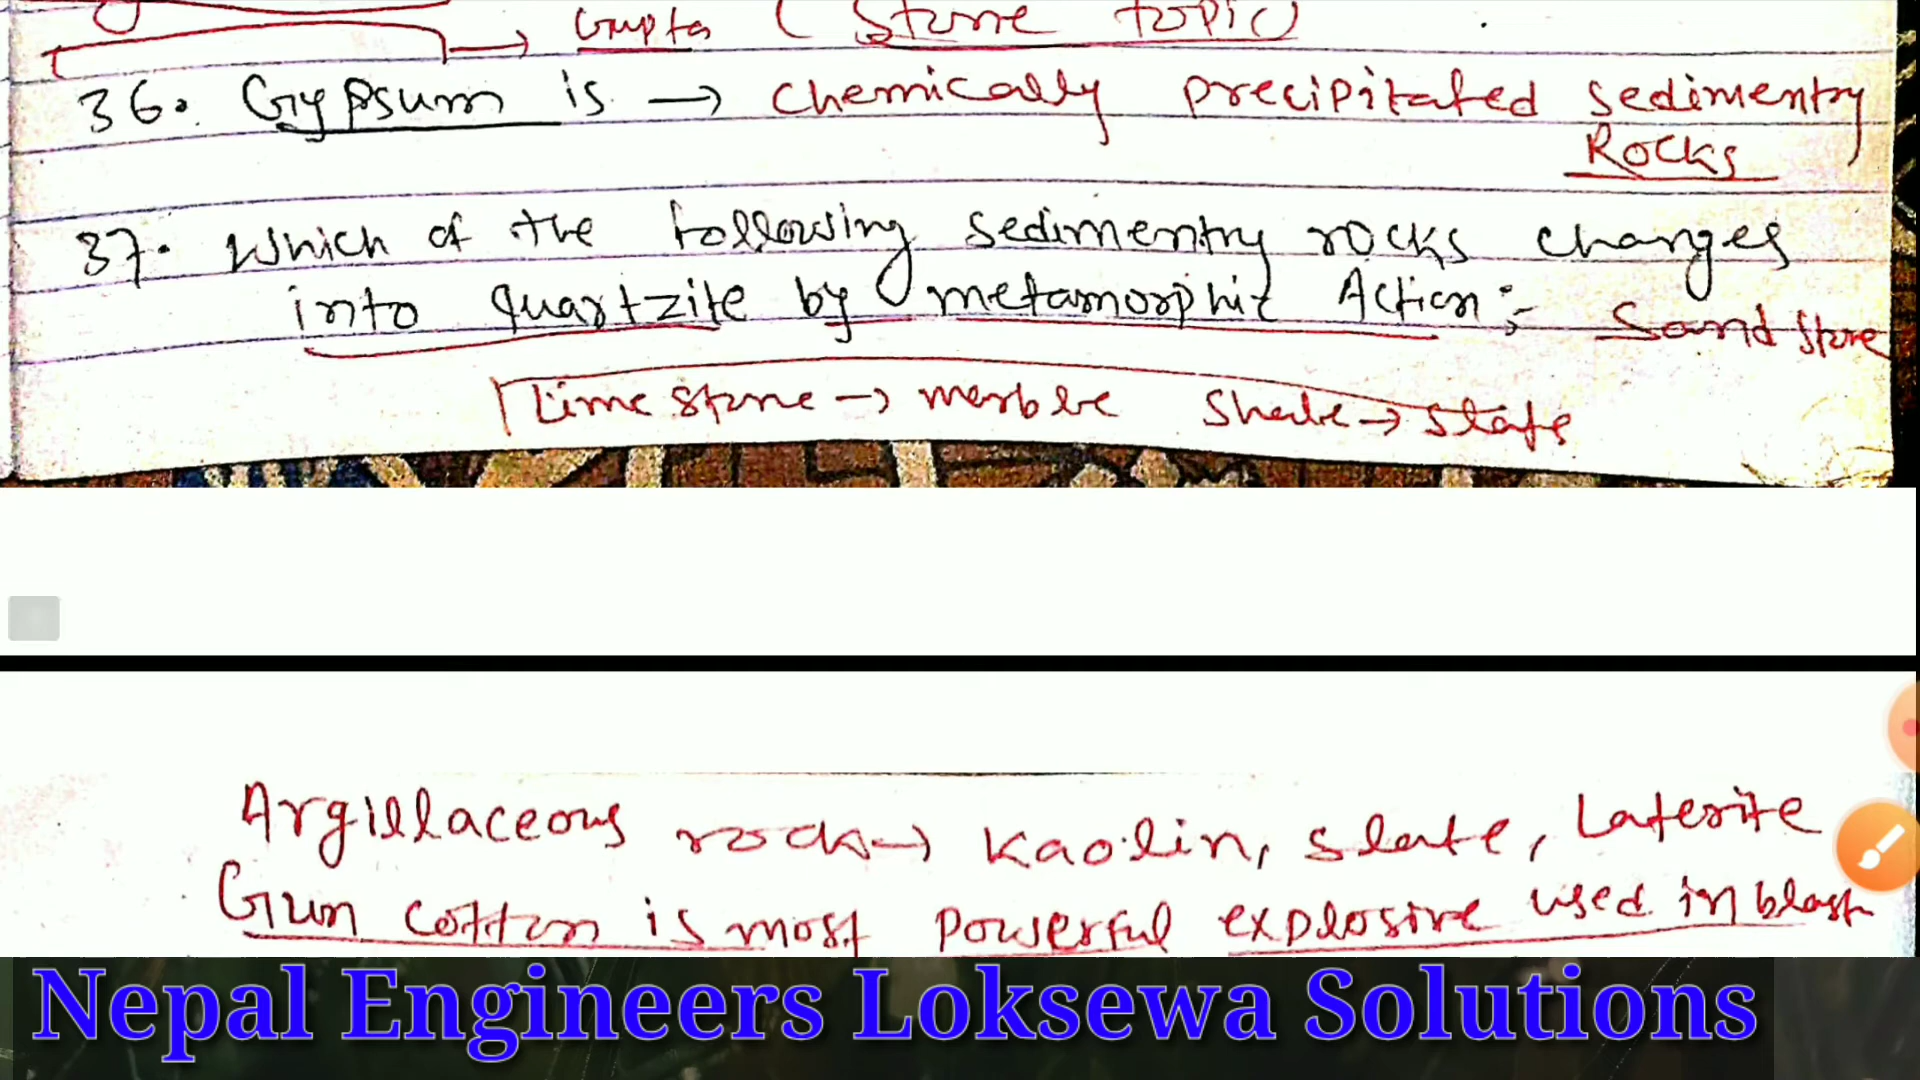 Gupta (Stone topic)
36. Gypsum is → chemically precipitated sedimentry
Rocks
37. Which of the following sedimentry rocks changes
into quartzite by metamorphic Action :- Sand stone
Lime stone → marble Shale → slate
Argillaceous rock → Kaolin, slate, Laterite
Gun cotton is most powerful explosive used in blast
Nepal Engineers Loksewa Solutions